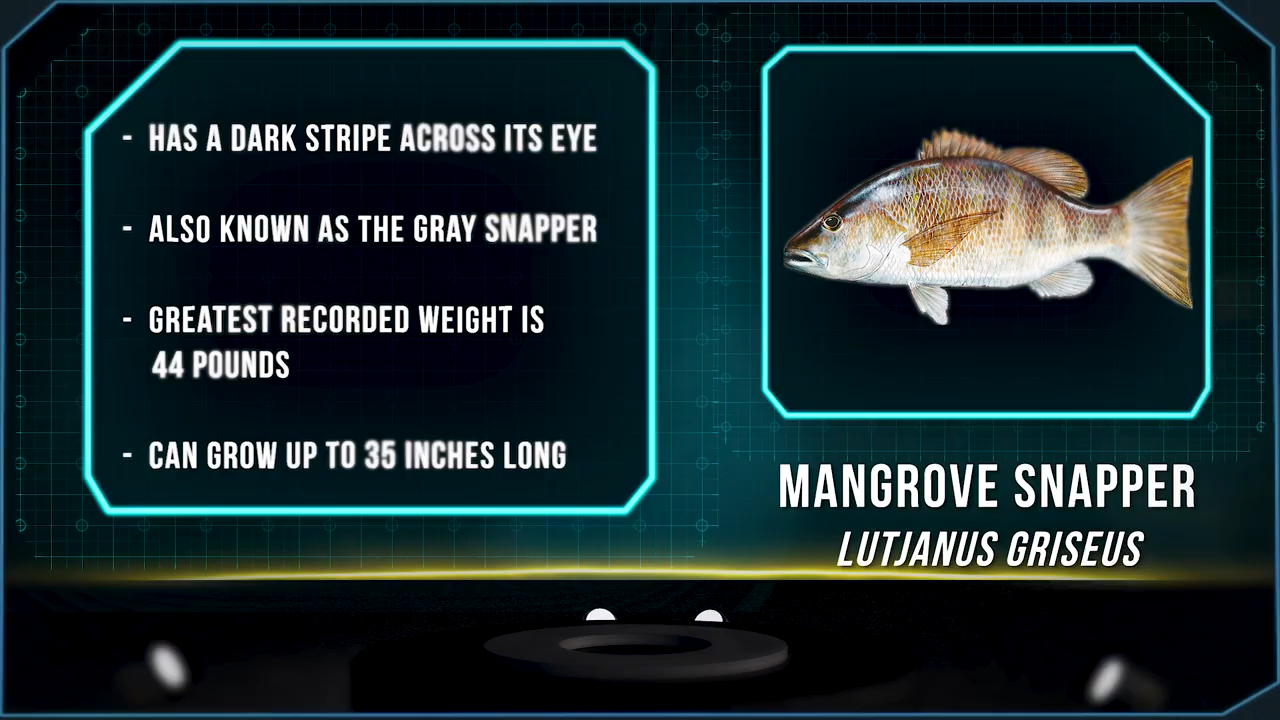 - HAS A DARK STRIPE ACROSS ITS EYE
- ALSO KNOWN AS THE GRAY SNAPPER
- GREATEST RECORDED WEIGHT IS
44 POUNDS
- CAN GROW UP TO 35 INCHES LONG
MANGROVE SNAPPER
LUTJANUS GRISEUS